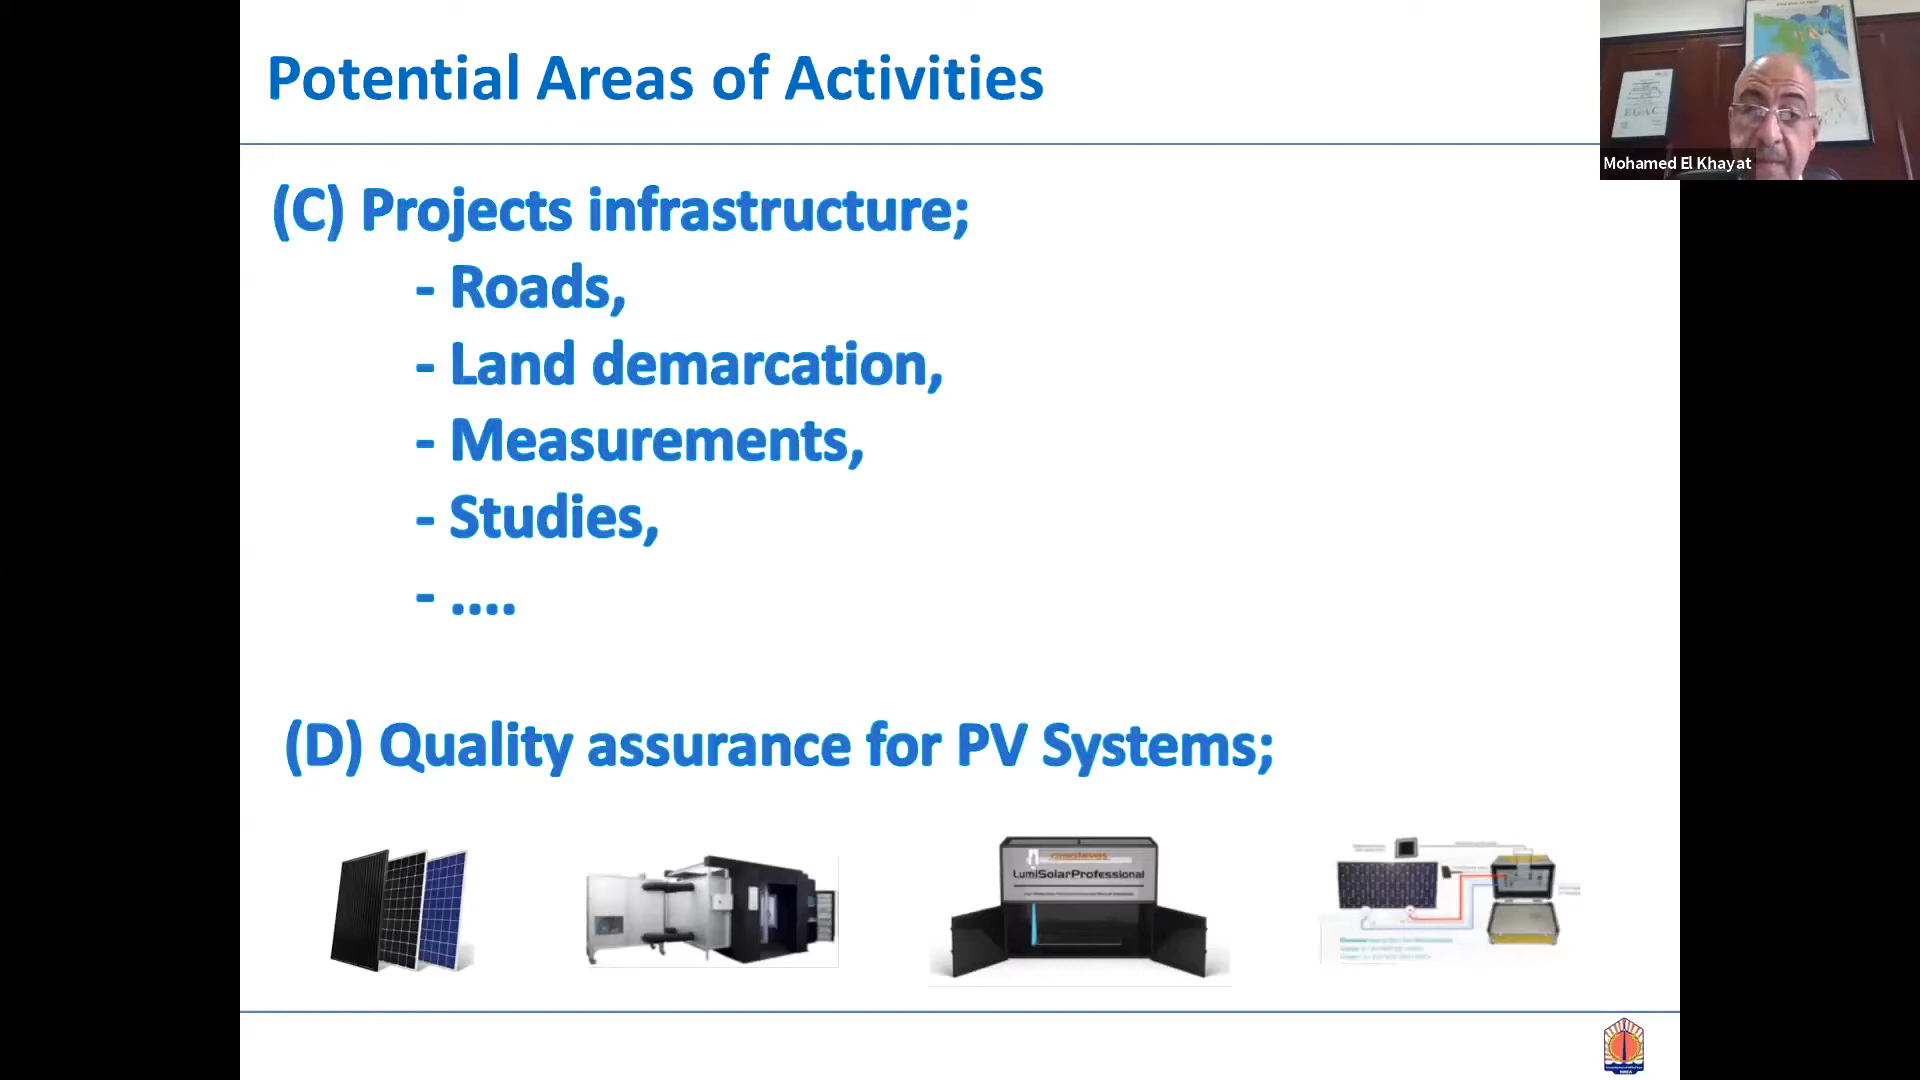 Potential Areas of Activities
Mohamed El Khayat
(C) Projects infrastructure;
- Roads,
- Land demarcation,
- Measurements,
- Studies,
- ....
(D) Quality assurance for PV Systems;
LumiSolarProfessional